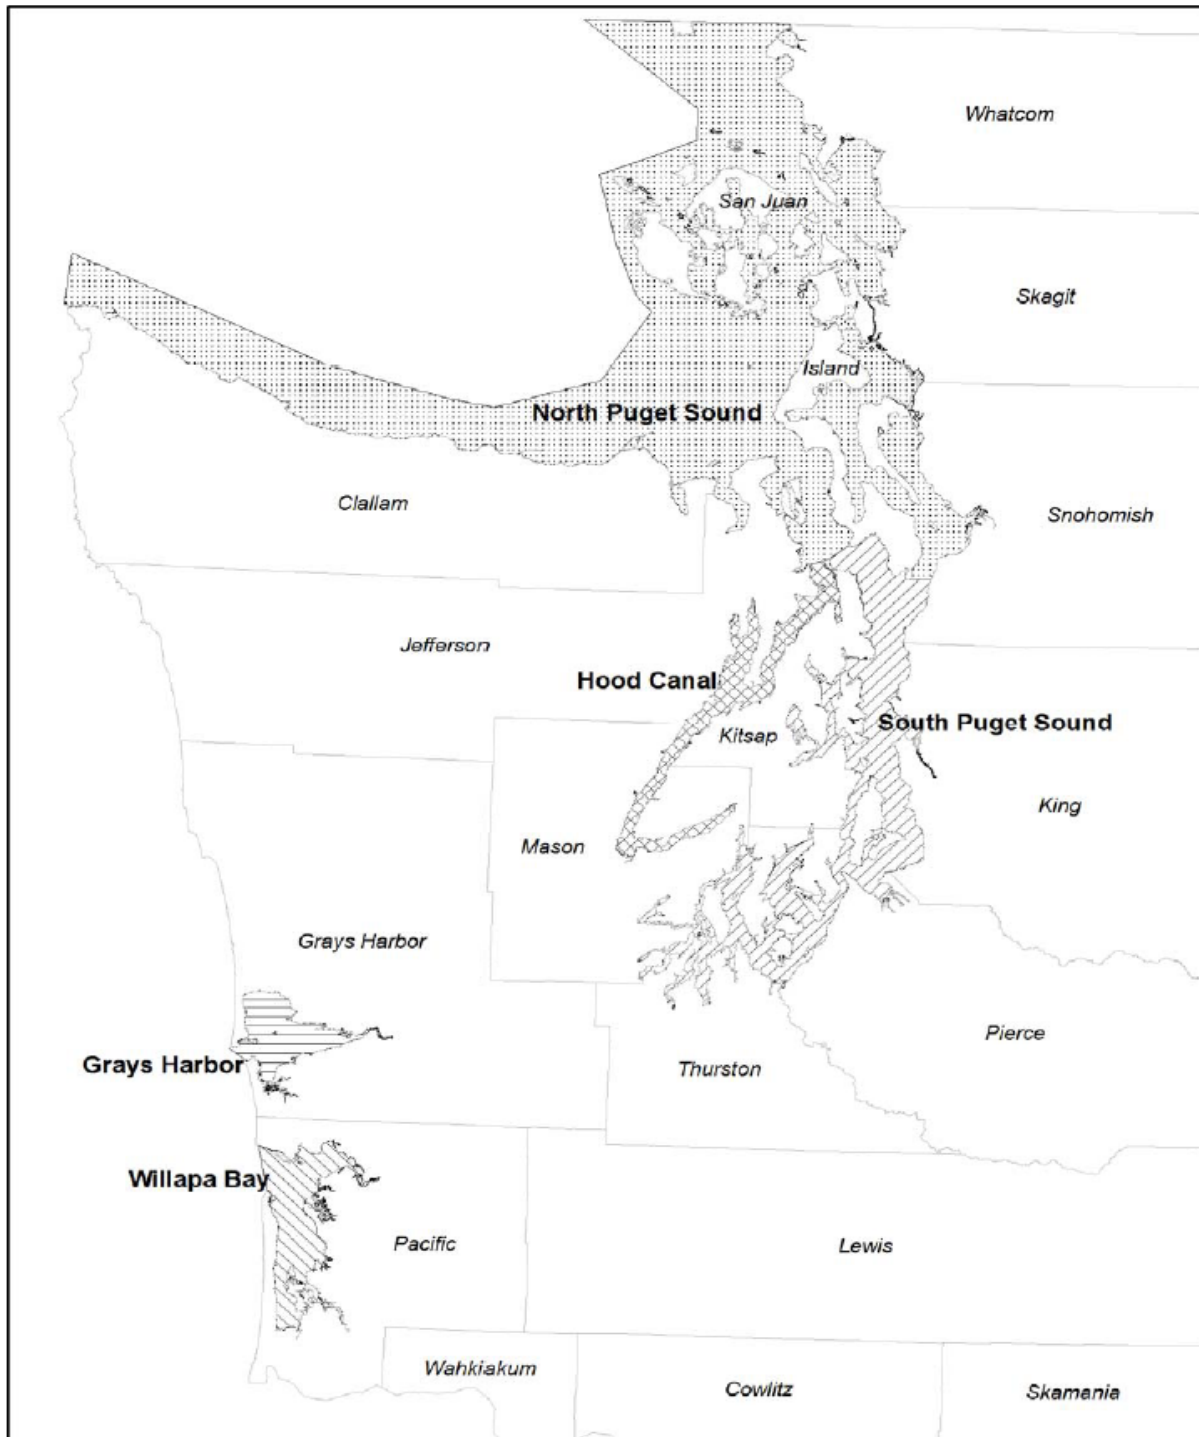 Whatcom
San Juan
Skagit
Island
North Puget Sound
Clallam
Snohomish
Jefferson
Hood Canal
South Puget Sound
Kitsap
King
Mason
Grays Harbor
Pierce
Grays Harbor
Thurston
Willapa Bay
Pacific
Lewis
Wahkiakum
Cowlitz
Skamania